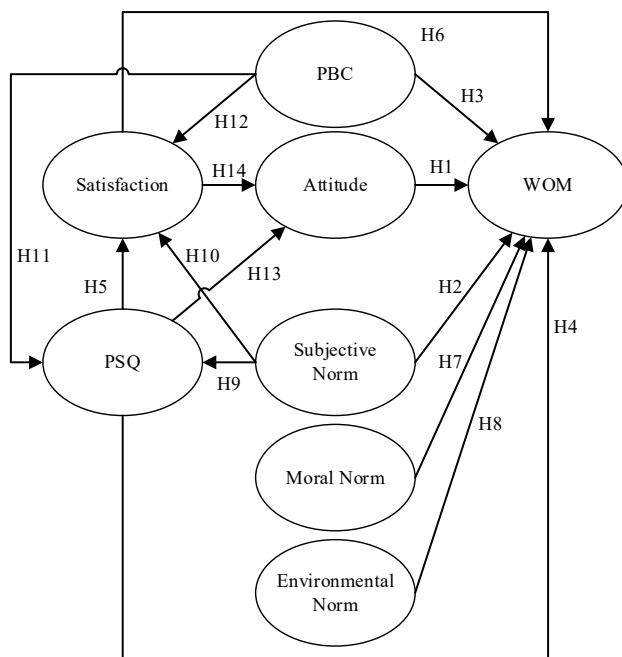 H6
PBC
H3
H12
Satisfaction
H14
Attitude
H1
WOM
H11
H10
H13
H5
H2
H4
PSQ
H9
Subjective
Norm
H7
H8
Moral Norm
Environmental
Norm